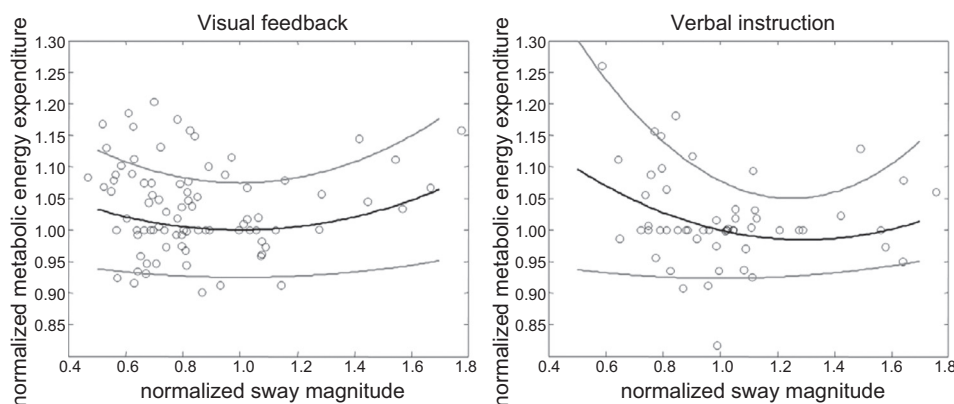 Visual feedback
normalized metabolic energy expenditure
1.30
1.25
1.20
1.15
1.10
1.05
1.00
0.95
0.90
0.85
0.4 0.6 0.8 1.0 1.2 1.4 1.6 1.8
normalized sway magnitude
Verbal instruction
normalized metabolic energy expenditure
1.30
1.25
1.20
1.15
1.10
1.05
1.00
0.95
0.90
0.85
0.4 0.6 0.8 1.0 1.2 1.4 1.6 1.8
normalized sway magnitude